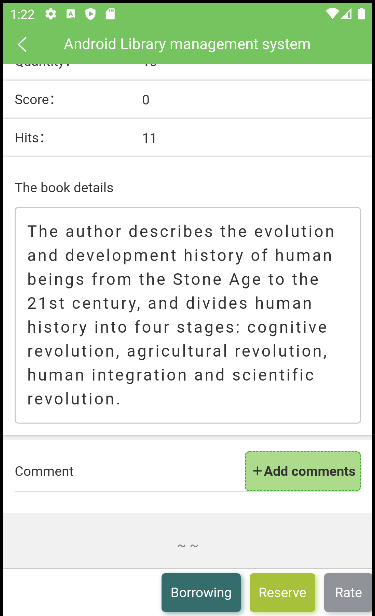 1:22
Android Library management system
Quantity:
Score: 0
Hits: 11
The book details
The author describes the evolution
and development history of human
beings from the Stone Age to the
21st century, and divides human
history into four stages: cognitive
revolution, agricultural revolution,
human integration and scientific
revolution.
Comment +Add comments
~ ~
Borrowing Reserve Rate